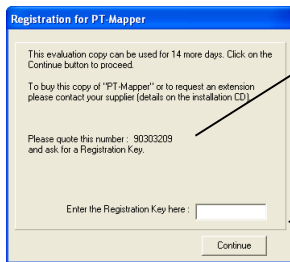 Registration for PT-Mapper
This evaluation copy can be used for 14 more days. Click on the
Continue button to proceed.
To buy this copy of "PT-Mapper" or to request an extension
please contact your supplier (details on the installation CD)
Please quote this number : 90303209
and ask for a Registration Key.
Enter the Registration Key here :
Continue